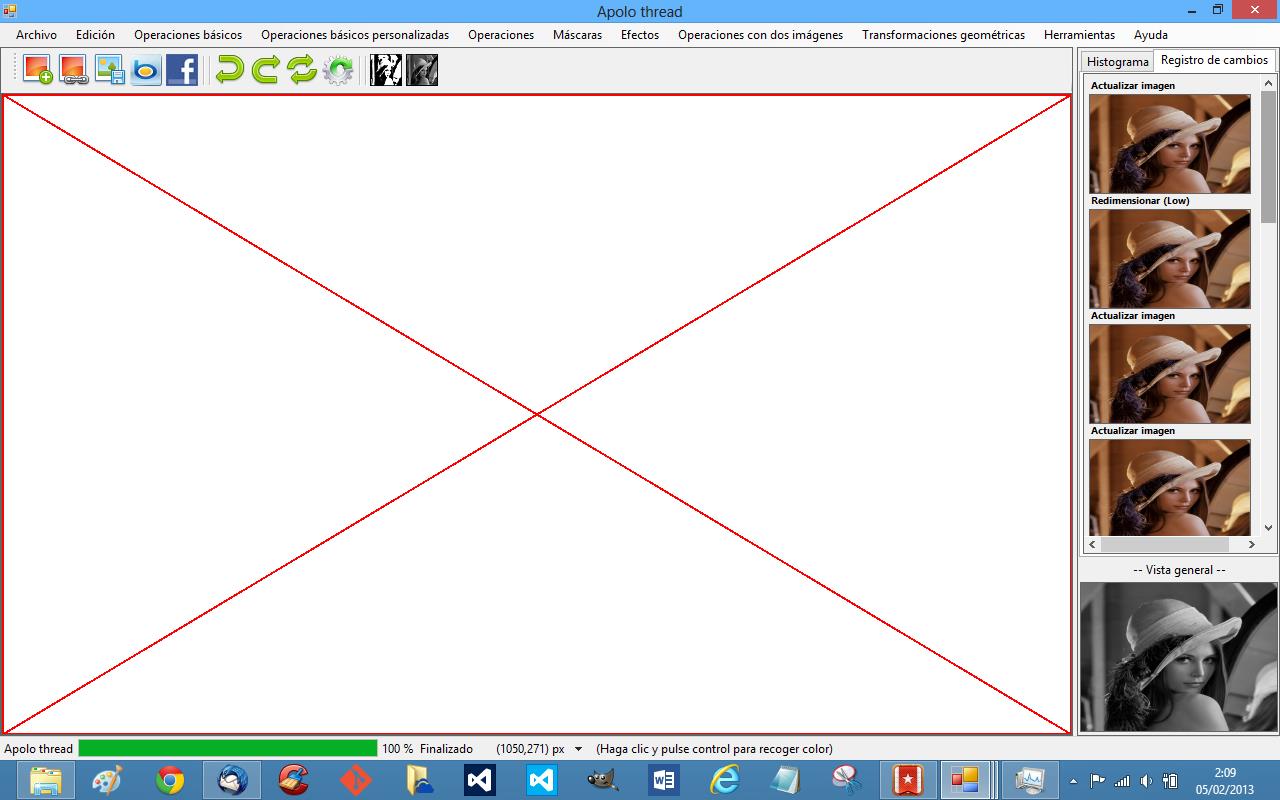 Apolo thread
Archivo Edición Operaciones básicos Operaciones básicos personalizadas Operaciones Máscaras Efectos Operaciones con dos imágenes Transformaciones geométricas Herramientas Ayuda
Histograma Registro de cambios
Actualizar imagen
Redimensionar (Low)
Actualizar imagen
Actualizar imagen
-- Vista general --
Apolo thread 100 % Finalizado (1050,271) px (Haga clic y pulse control para recoger color)
2:09
05/02/2013